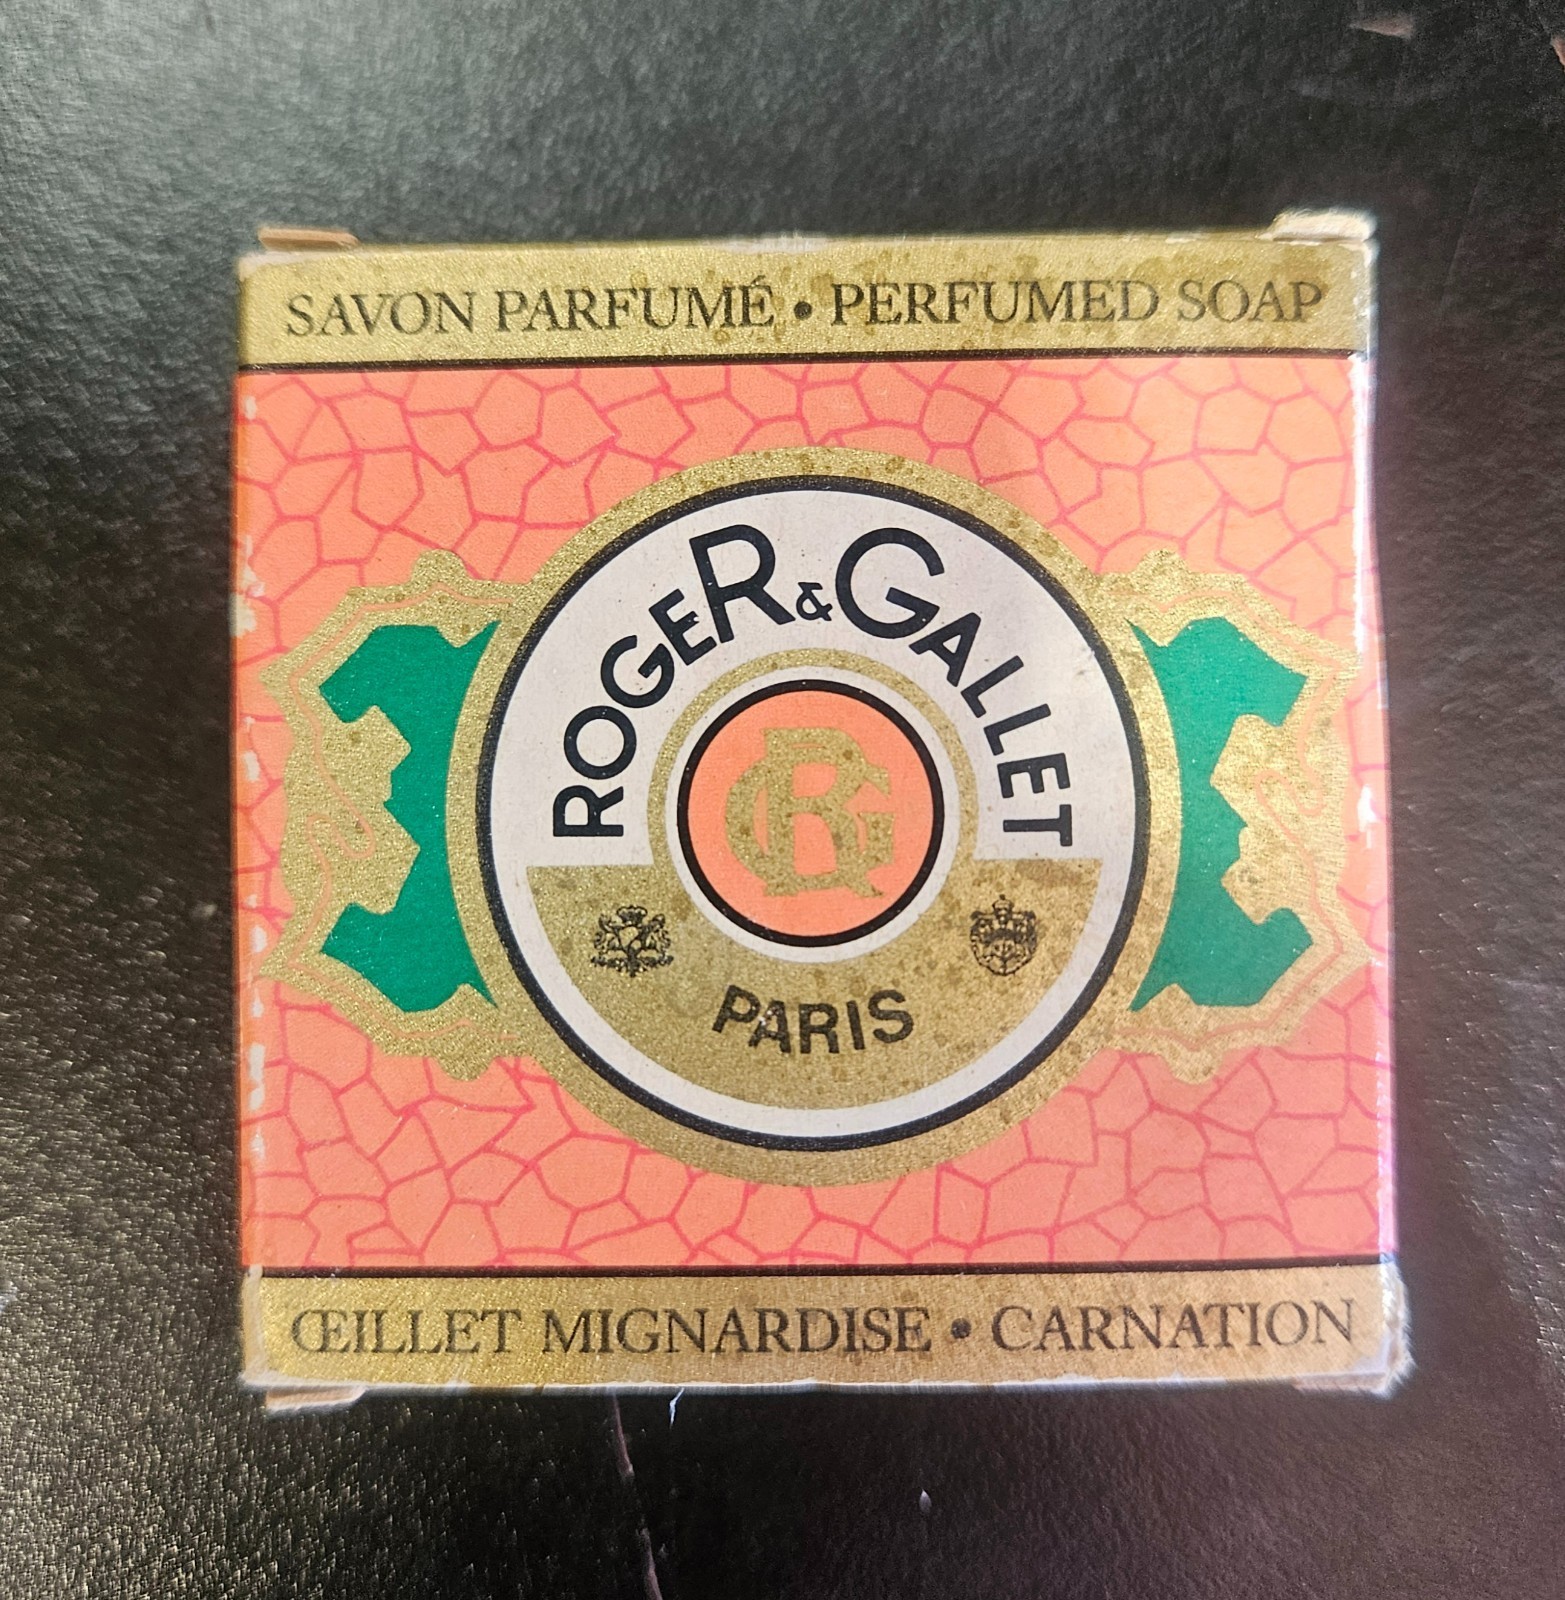 SAVON PARFUMÉ • PERFUMED SOAP
ROGER & GALLET
RG
PARIS
ŒILLET MIGNARDISE • CARNATION